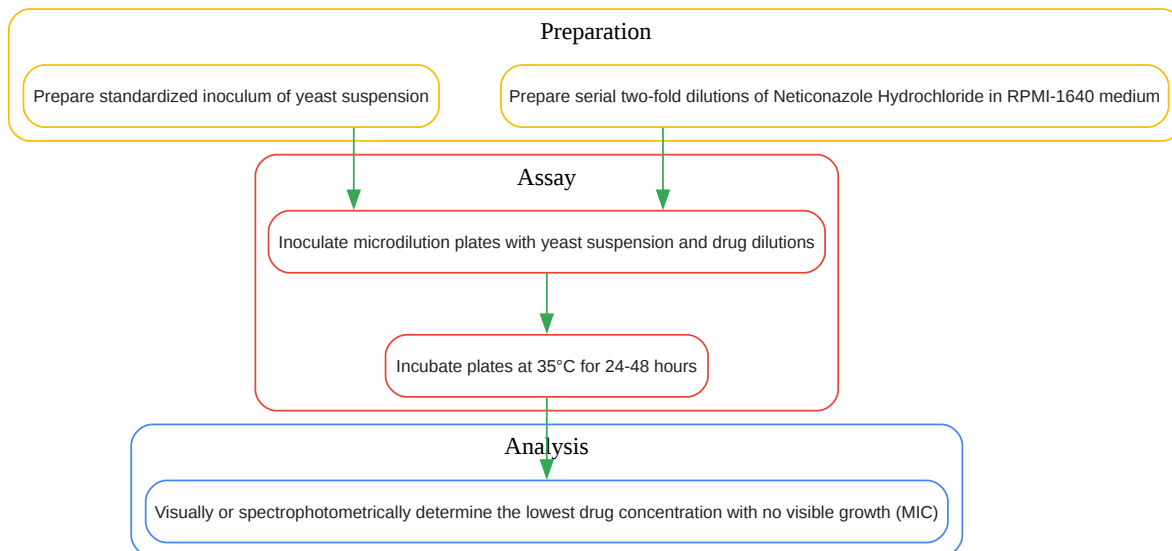 Preparation
Prepare standardized inoculum of yeast suspension
Prepare serial two-fold dilutions of Neticonazole Hydrochloride in RPMI-1640 medium
Assay
Inoculate microdilution plates with yeast suspension and drug dilutions
Incubate plates at 35°C for 24-48 hours
Analysis
Visually or spectrophotometrically determine the lowest drug concentration with no visible growth (MIC)